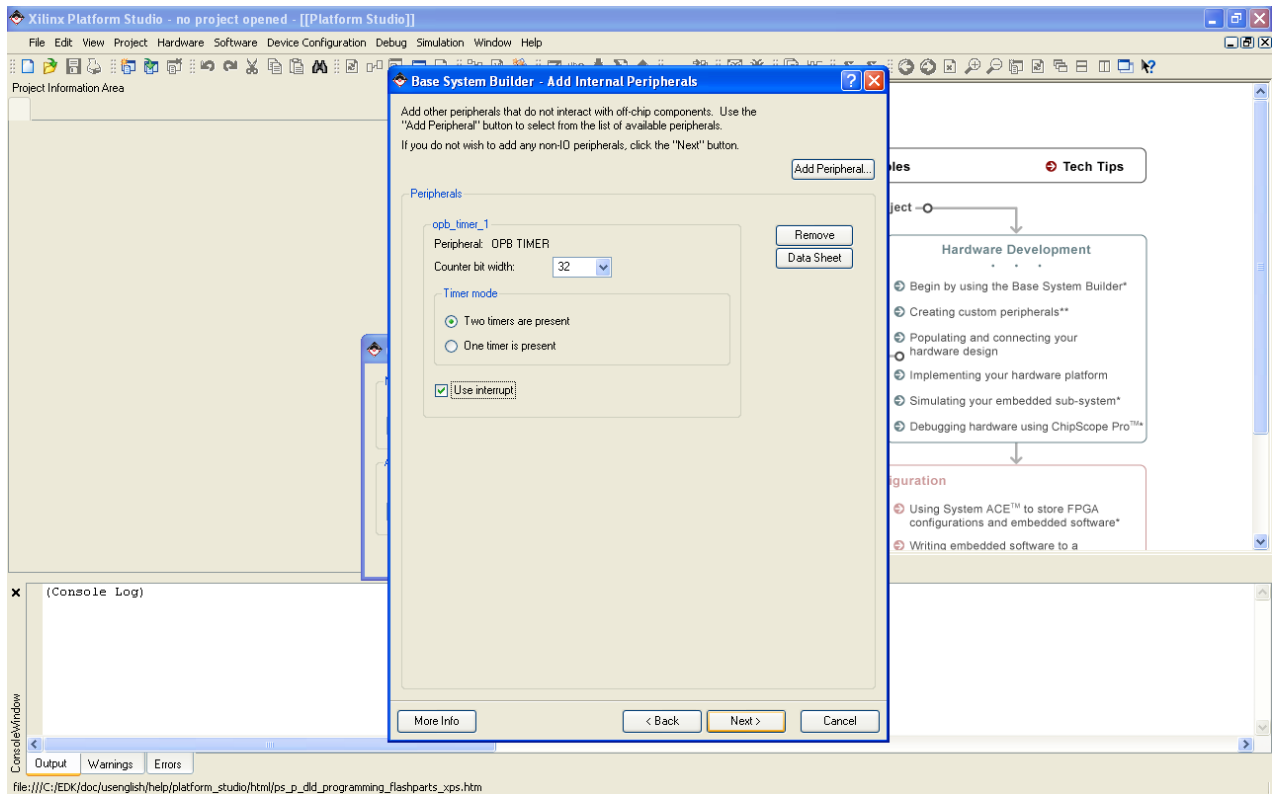 Xilinx Platform Studio - no project opened - [[Platform Studio]]
File Edit View Project Hardware Software Device Configuration Debug Simulation Window Help
Project Information Area
Base System Builder - Add Internal Peripherals
Add other peripherals that do not interact with off-chip components. Use the
"Add Peripheral" button to select from the list of available peripherals.
If you do not wish to add any non-IO peripherals, click the "Next" button.
Add Peripheral...
Peripherals
opb_timer_1
Peripheral: OPB TIMER
Counter bit width: 32
Timer mode
Two timers are present
One timer is present
Use interrupt
Remove
Data Sheet
More Info
< Back
Next >
Cancel
Tech Tips
Hardware Development
Begin by using the Base System Builder*
Creating custom peripherals**
Populating and connecting your
hardware design
Implementing your hardware platform
Simulating your embedded sub-system*
Debugging hardware using ChipScope Pro™*
Using System ACE™ to store FPGA
configurations and embedded software*
Writing embedded software to a
(Console Log)
ConsoleWindow
Output Warnings Errors
file:///C:/EDK/doc/usenglish/help/platform_studio/html/ps_p_dld_programming_flashparts_xps.htm